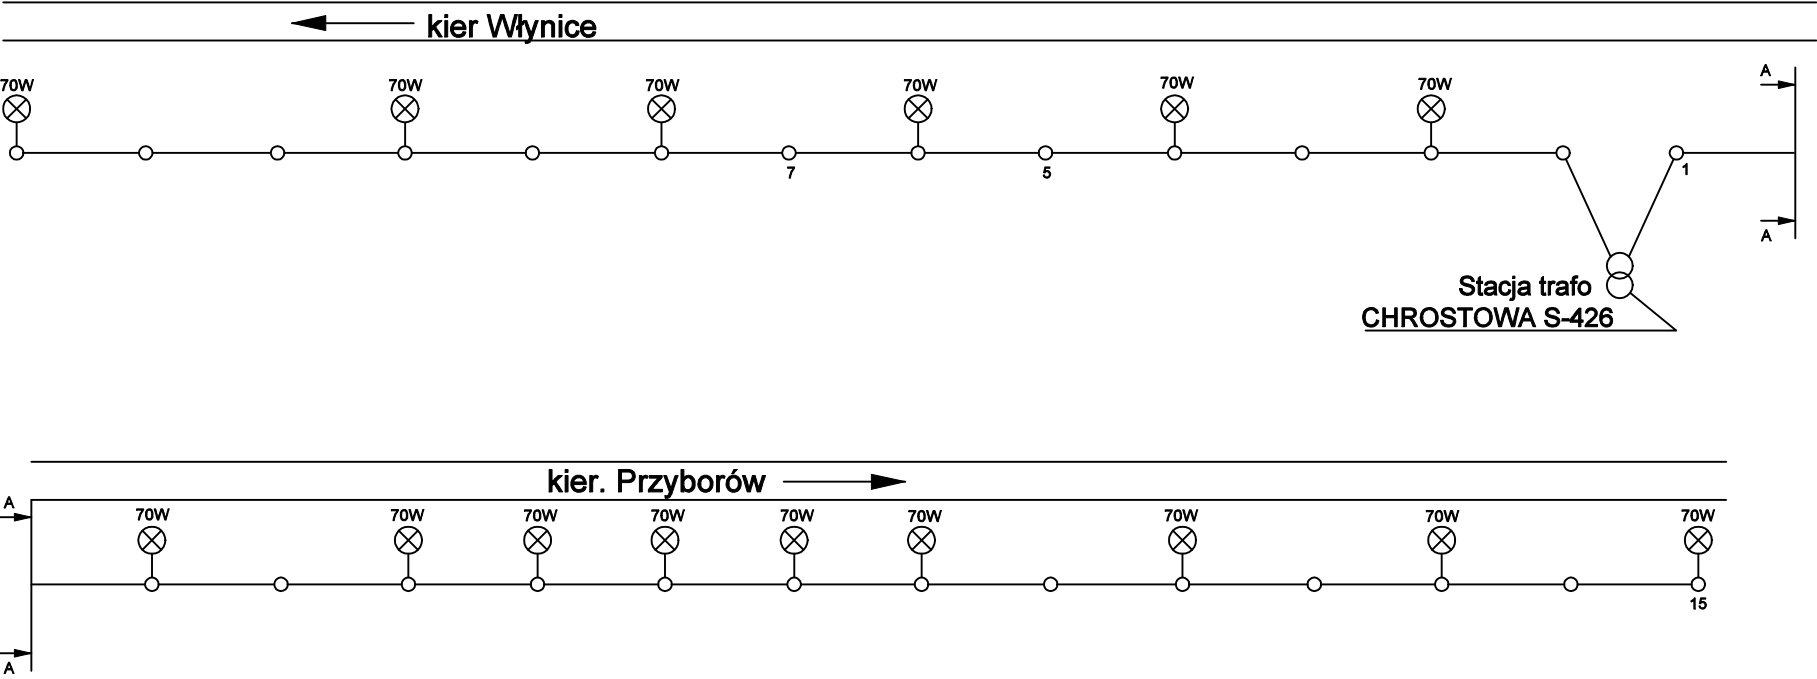 kier Włynice
70W 70W 70W 70W 70W 70W
A
7 5 1
A
Stacja trafo
CHROSTOWA S-426
kier. Przyborów
A
70W 70W 70W 70W 70W 70W 70W 70W 70W
15
A